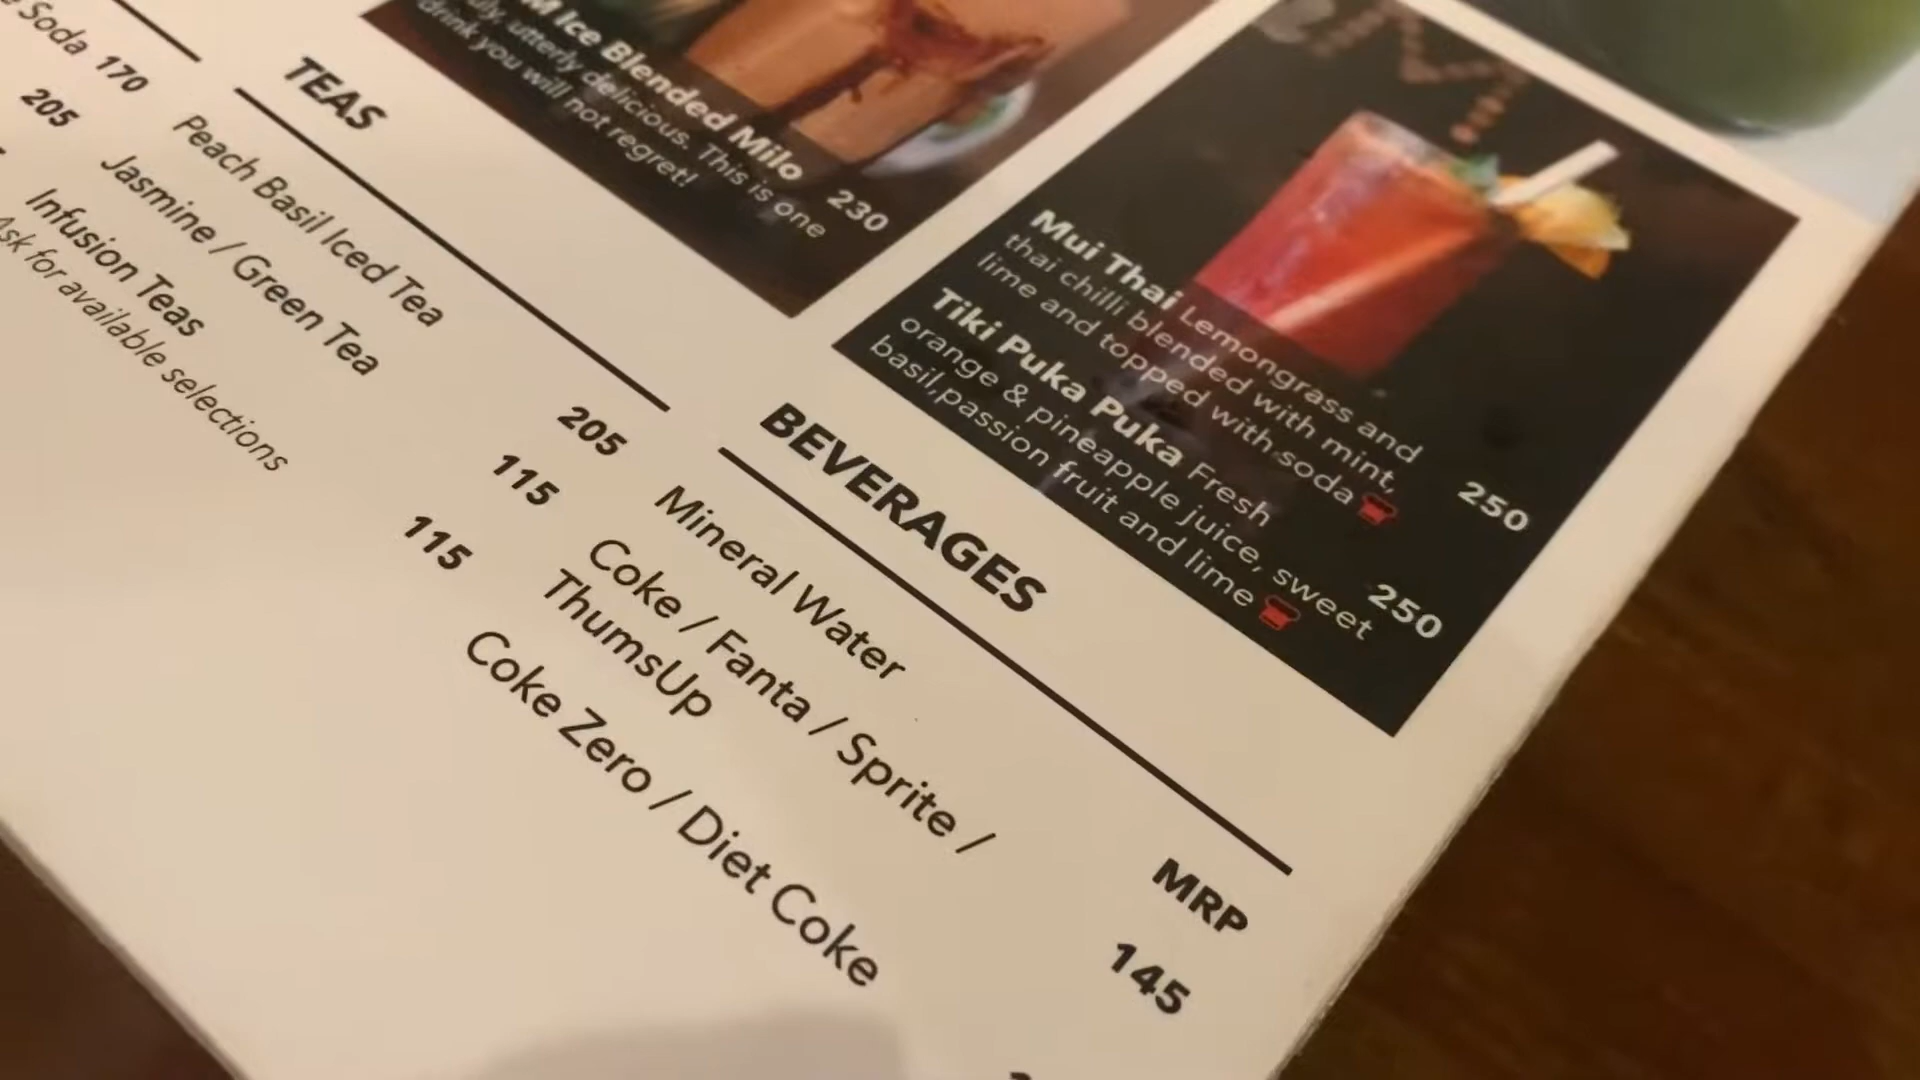 Soda 170
205
TEAS
Peach Basil Iced Tea 205
Jasmine / Green Tea 115
Infusion Teas 115
Ask for available selections
Ice Blended Milo
utterly delicious. This is one
drink you will not regret! 230
Mui Thai Lemongrass and
thai chilli blended with mint,
lime and topped with soda 250
Tiki Puka Puka Fresh
orange & pineapple juice, sweet
basil,passion fruit and lime 250
BEVERAGES
Mineral Water MRP
Coke / Fanta / Sprite /
ThumsUp 145
Coke Zero / Diet Coke